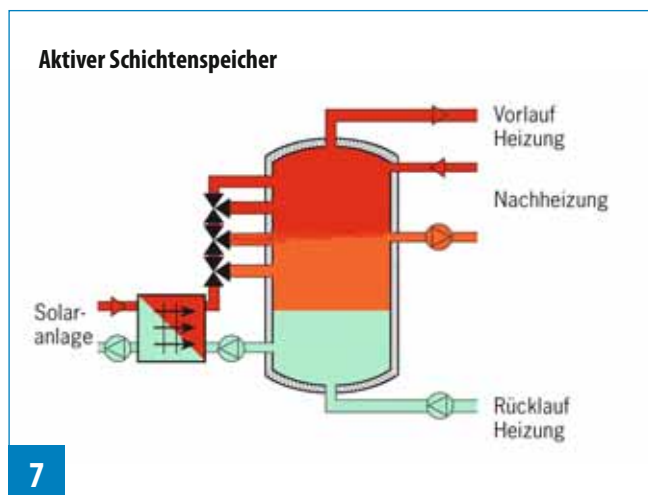 Aktiver Schichtenspeicher
Vorlauf
Heizung
Nachheizung
Solar-
anlage
Rücklauf
Heizung
7